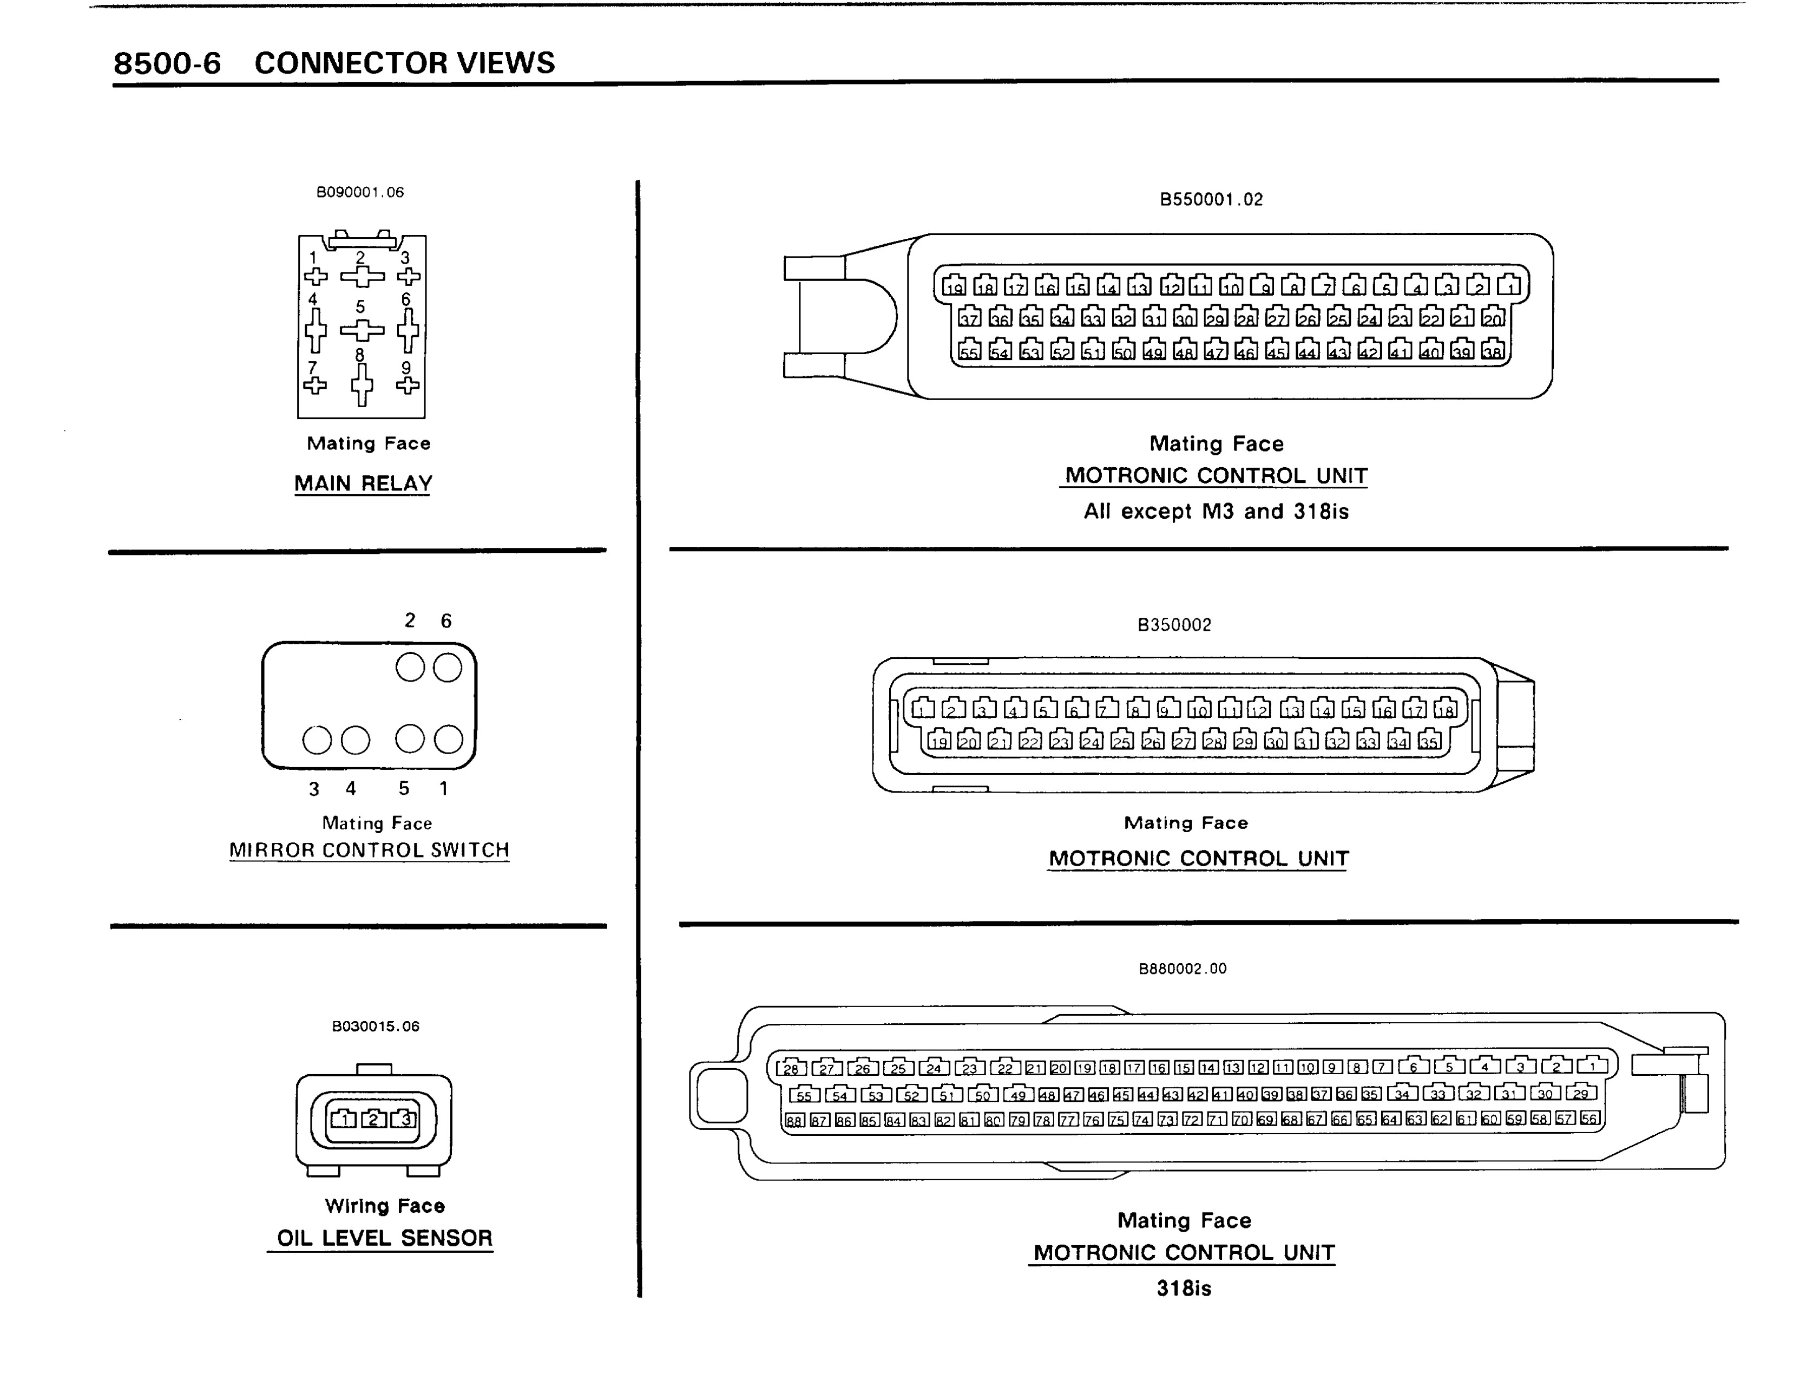 8500-6 CONNECTOR VIEWS
B090001.06
1 2 3
4 5 6
7 8 9
Mating Face
MAIN RELAY
2 6
3 4 5 1
Mating Face
MIRROR CONTROL SWITCH
B030015.06
1 2 3
Wiring Face
OIL LEVEL SENSOR
B550001.02
19 18 17 16 15 14 13 12 11 10 9 8 7 6 5 4 3 2 1
37 36 35 34 33 32 31 30 29 28 27 26 25 24 23 22 21 20
55 54 53 52 51 50 49 48 47 46 45 44 43 42 41 40 39 38
Mating Face
MOTRONIC CONTROL UNIT
All except M3 and 318is
B350002
1 2 3 4 5 6 7 8 9 10 11 12 13 14 15 16 17 18
19 20 21 22 23 24 25 26 27 28 29 30 31 32 33 34 35
Mating Face
MOTRONIC CONTROL UNIT
B880002.00
28 27 26 25 24 23 22 21 20 19 18 17 16 15 14 13 12 11 10 9 8 7 6 5 4 3 2 1
55 54 53 52 51 50 49 48 47 46 45 44 43 42 41 40 39 38 37 36 35 34 33 32 31 30 29
88 87 86 85 84 83 82 81 80 79 78 77 76 75 74 73 72 71 70 69 68 67 66 65 64 63 62 61 60 59 58 57 56
Mating Face
MOTRONIC CONTROL UNIT
318is